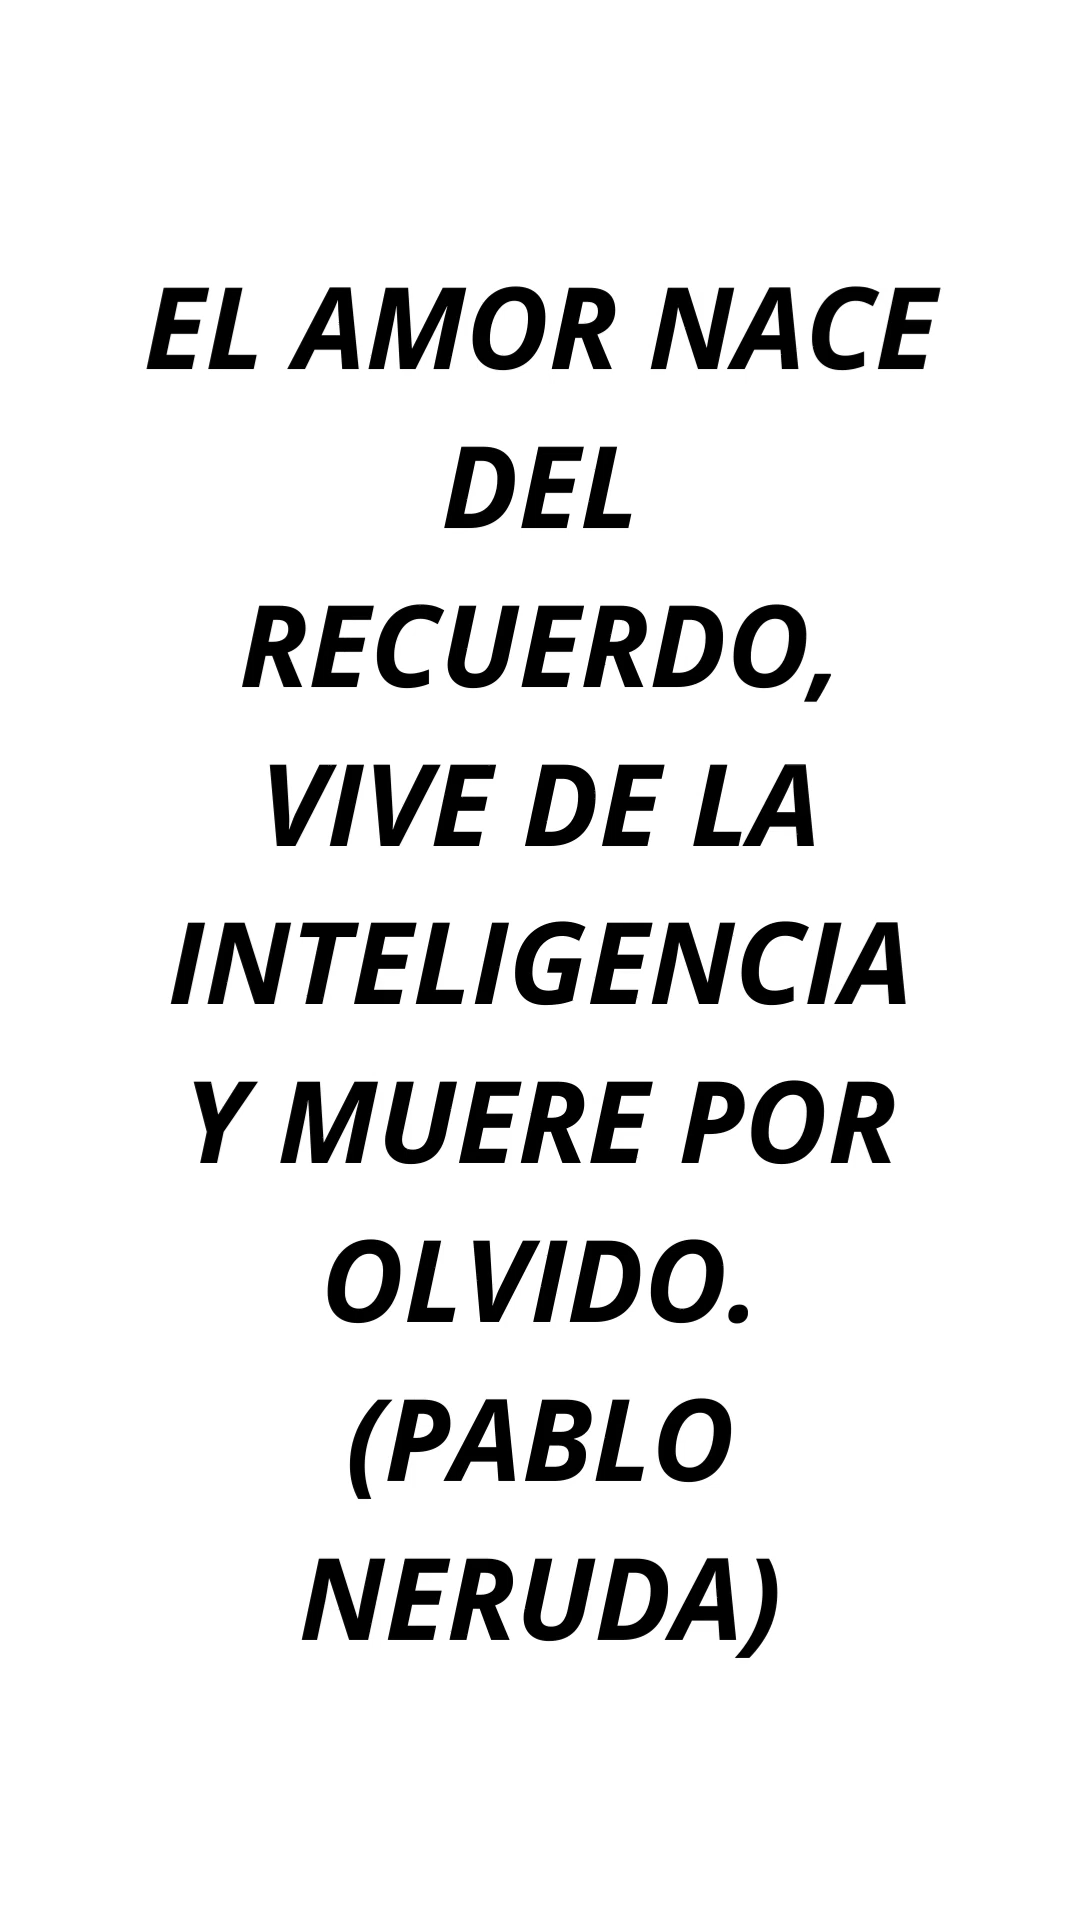 EL AMOR NACE
DEL
RECUERDO,
VIVE DE LA
INTELIGENCIA
Y MUERE POR
OLVIDO.
(PABLO
NERUDA)